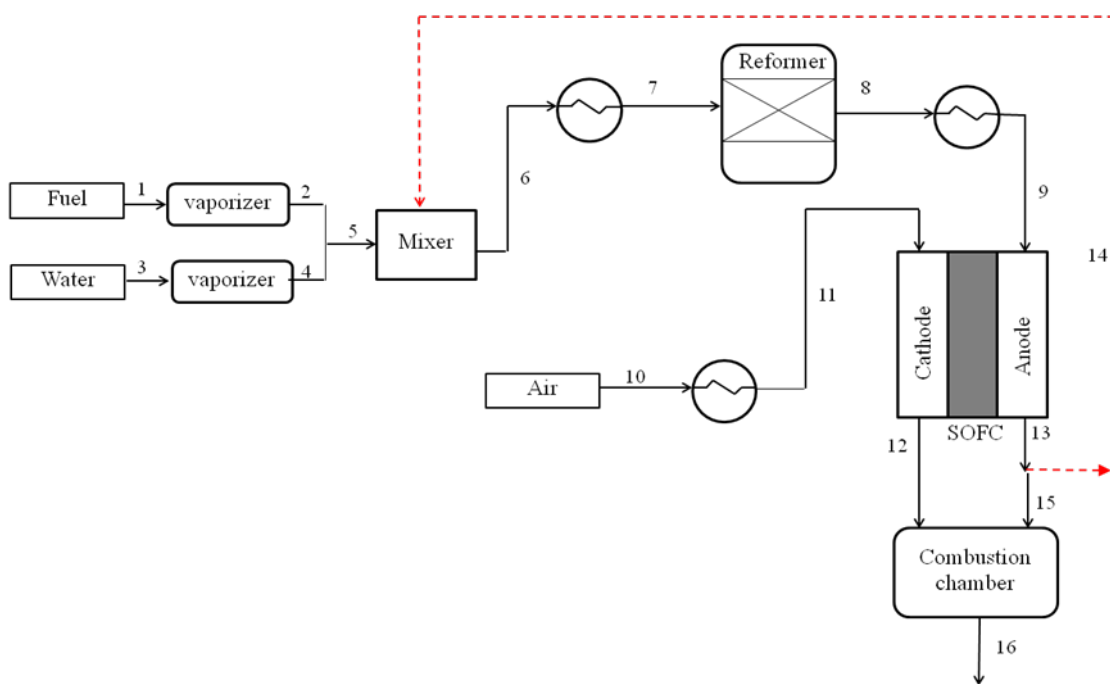 Reformer
7
8
6
9
Fuel
1
vaporizer
2
5
Mixer
Water
3
vaporizer
4
14
11
Cathode
Anode
Air
10
SOFC
12
13
15
Combustion
chamber
16